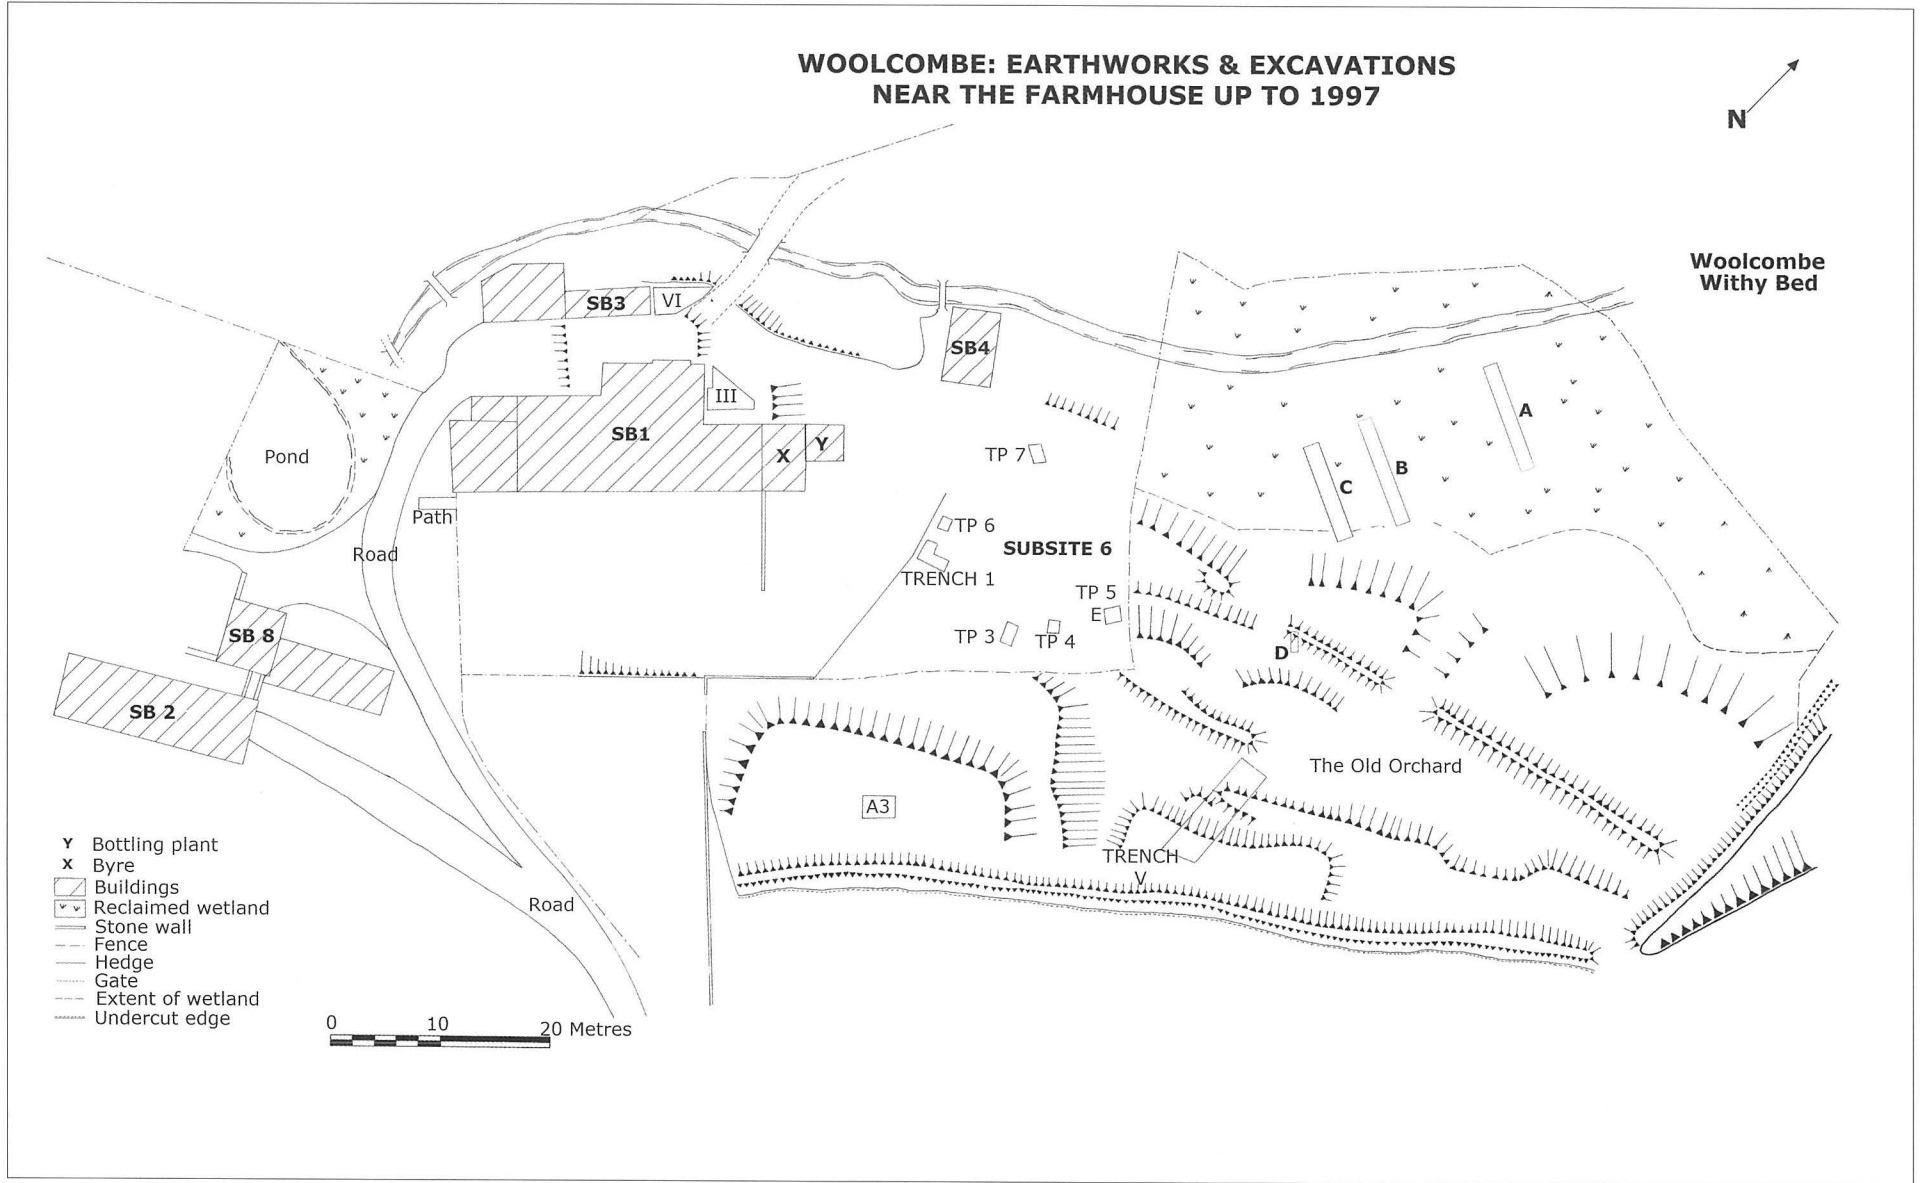 WOOLCOMBE: EARTHWORKS & EXCAVATIONS
NEAR THE FARMHOUSE UP TO 1997
N
Woolcombe
Withy Bed
SB3
VI
SB4
III
SB1
X
Y
A
B
C
TP 7
Pond
Path
Road
TP 6
SUBSITE 6
TRENCH 1
TP 5
E
TP 3
TP 4
D
SB 8
SB 2
The Old Orchard
A3
TRENCH
V
Road
Y Bottling plant
X Byre
Buildings
Reclaimed wetland
Stone wall
Fence
Hedge
Gate
Extent of wetland
Undercut edge
0 10 20 Metres